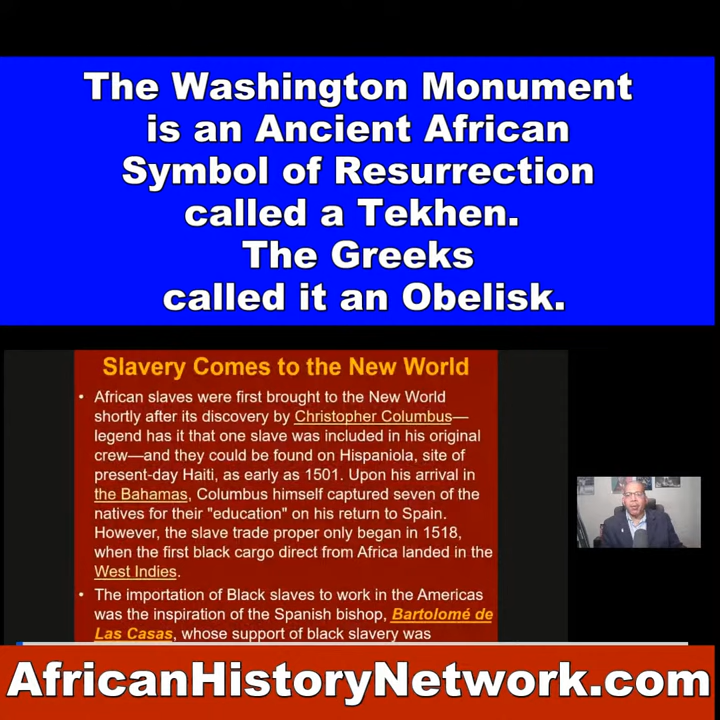 The Washington Monument
is an Ancient African
Symbol of Resurrection
called a Tekhen.
The Greeks
called it an Obelisk.
Slavery Comes to the New World
• African slaves were first brought to the New World
shortly after its discovery by Christopher Columbus—
legend has it that one slave was included in his original
crew—and they could be found on Hispaniola, site of
present-day Haiti, as early as 1501. Upon his arrival in
the Bahamas, Columbus himself captured seven of the
natives for their "education" on his return to Spain.
However, the slave trade proper only began in 1518,
when the first black cargo direct from Africa landed in the
West Indies.
• The importation of Black slaves to work in the Americas
was the inspiration of the Spanish bishop, Bartolomé de
Las Casas, whose support of black slavery was
AfricanHistoryNetwork.com